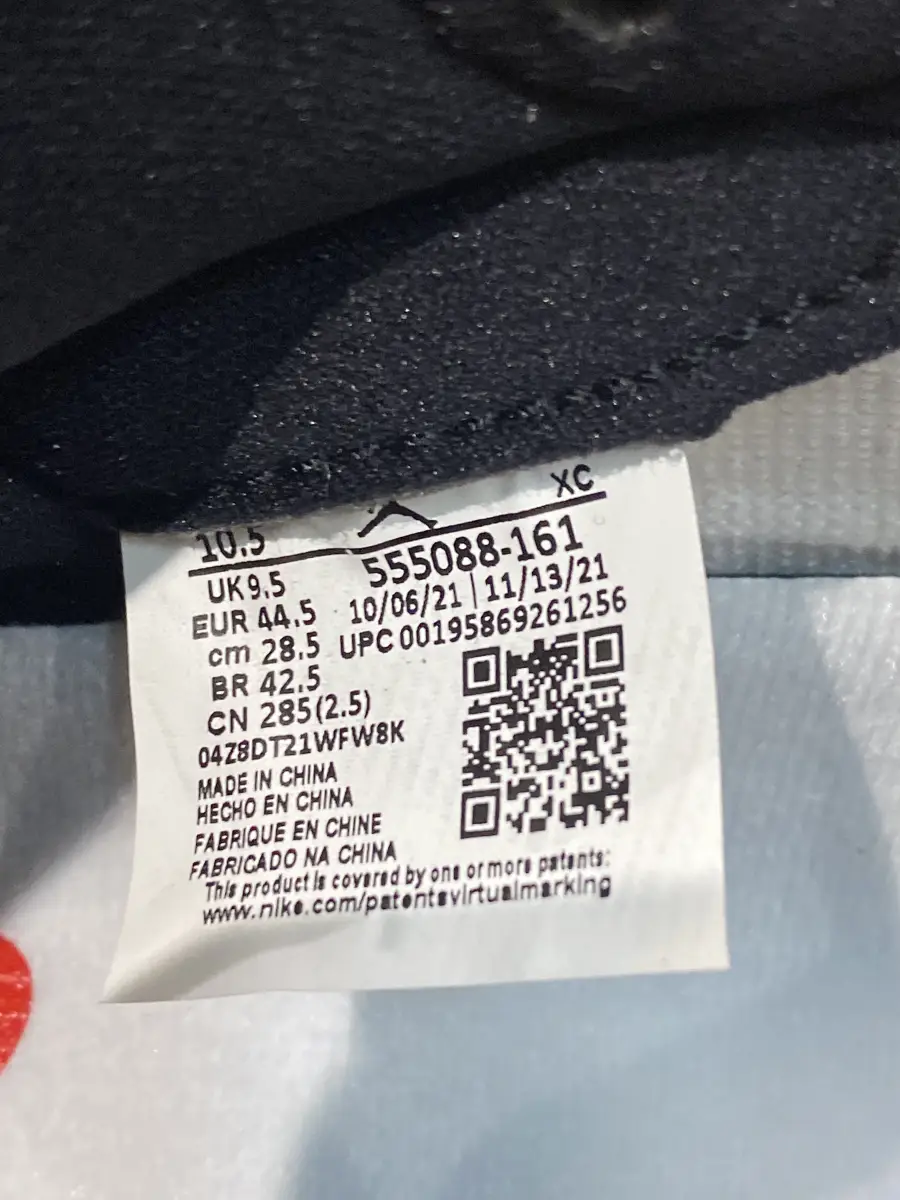 XC
10.5
UK 9.5
555088-161
EUR 44.5
10/06/21 | 11/13/21
cm 28.5
UPC 00195869261256
BR 42.5
CN 285(2.5)
04Z8DT21WFW8K
MADE IN CHINA
HECHO EN CHINA
FABRIQUE EN CHINE
FABRICADO NA CHINA
This product is covered by one or more patents:
www.nike.com/patentsvirtualmarking